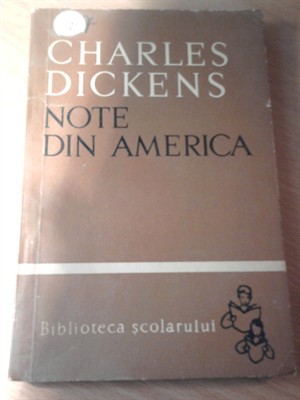 CHARLES
DICKENS
NOTE
DIN AMERICA
Biblioteca școlarului